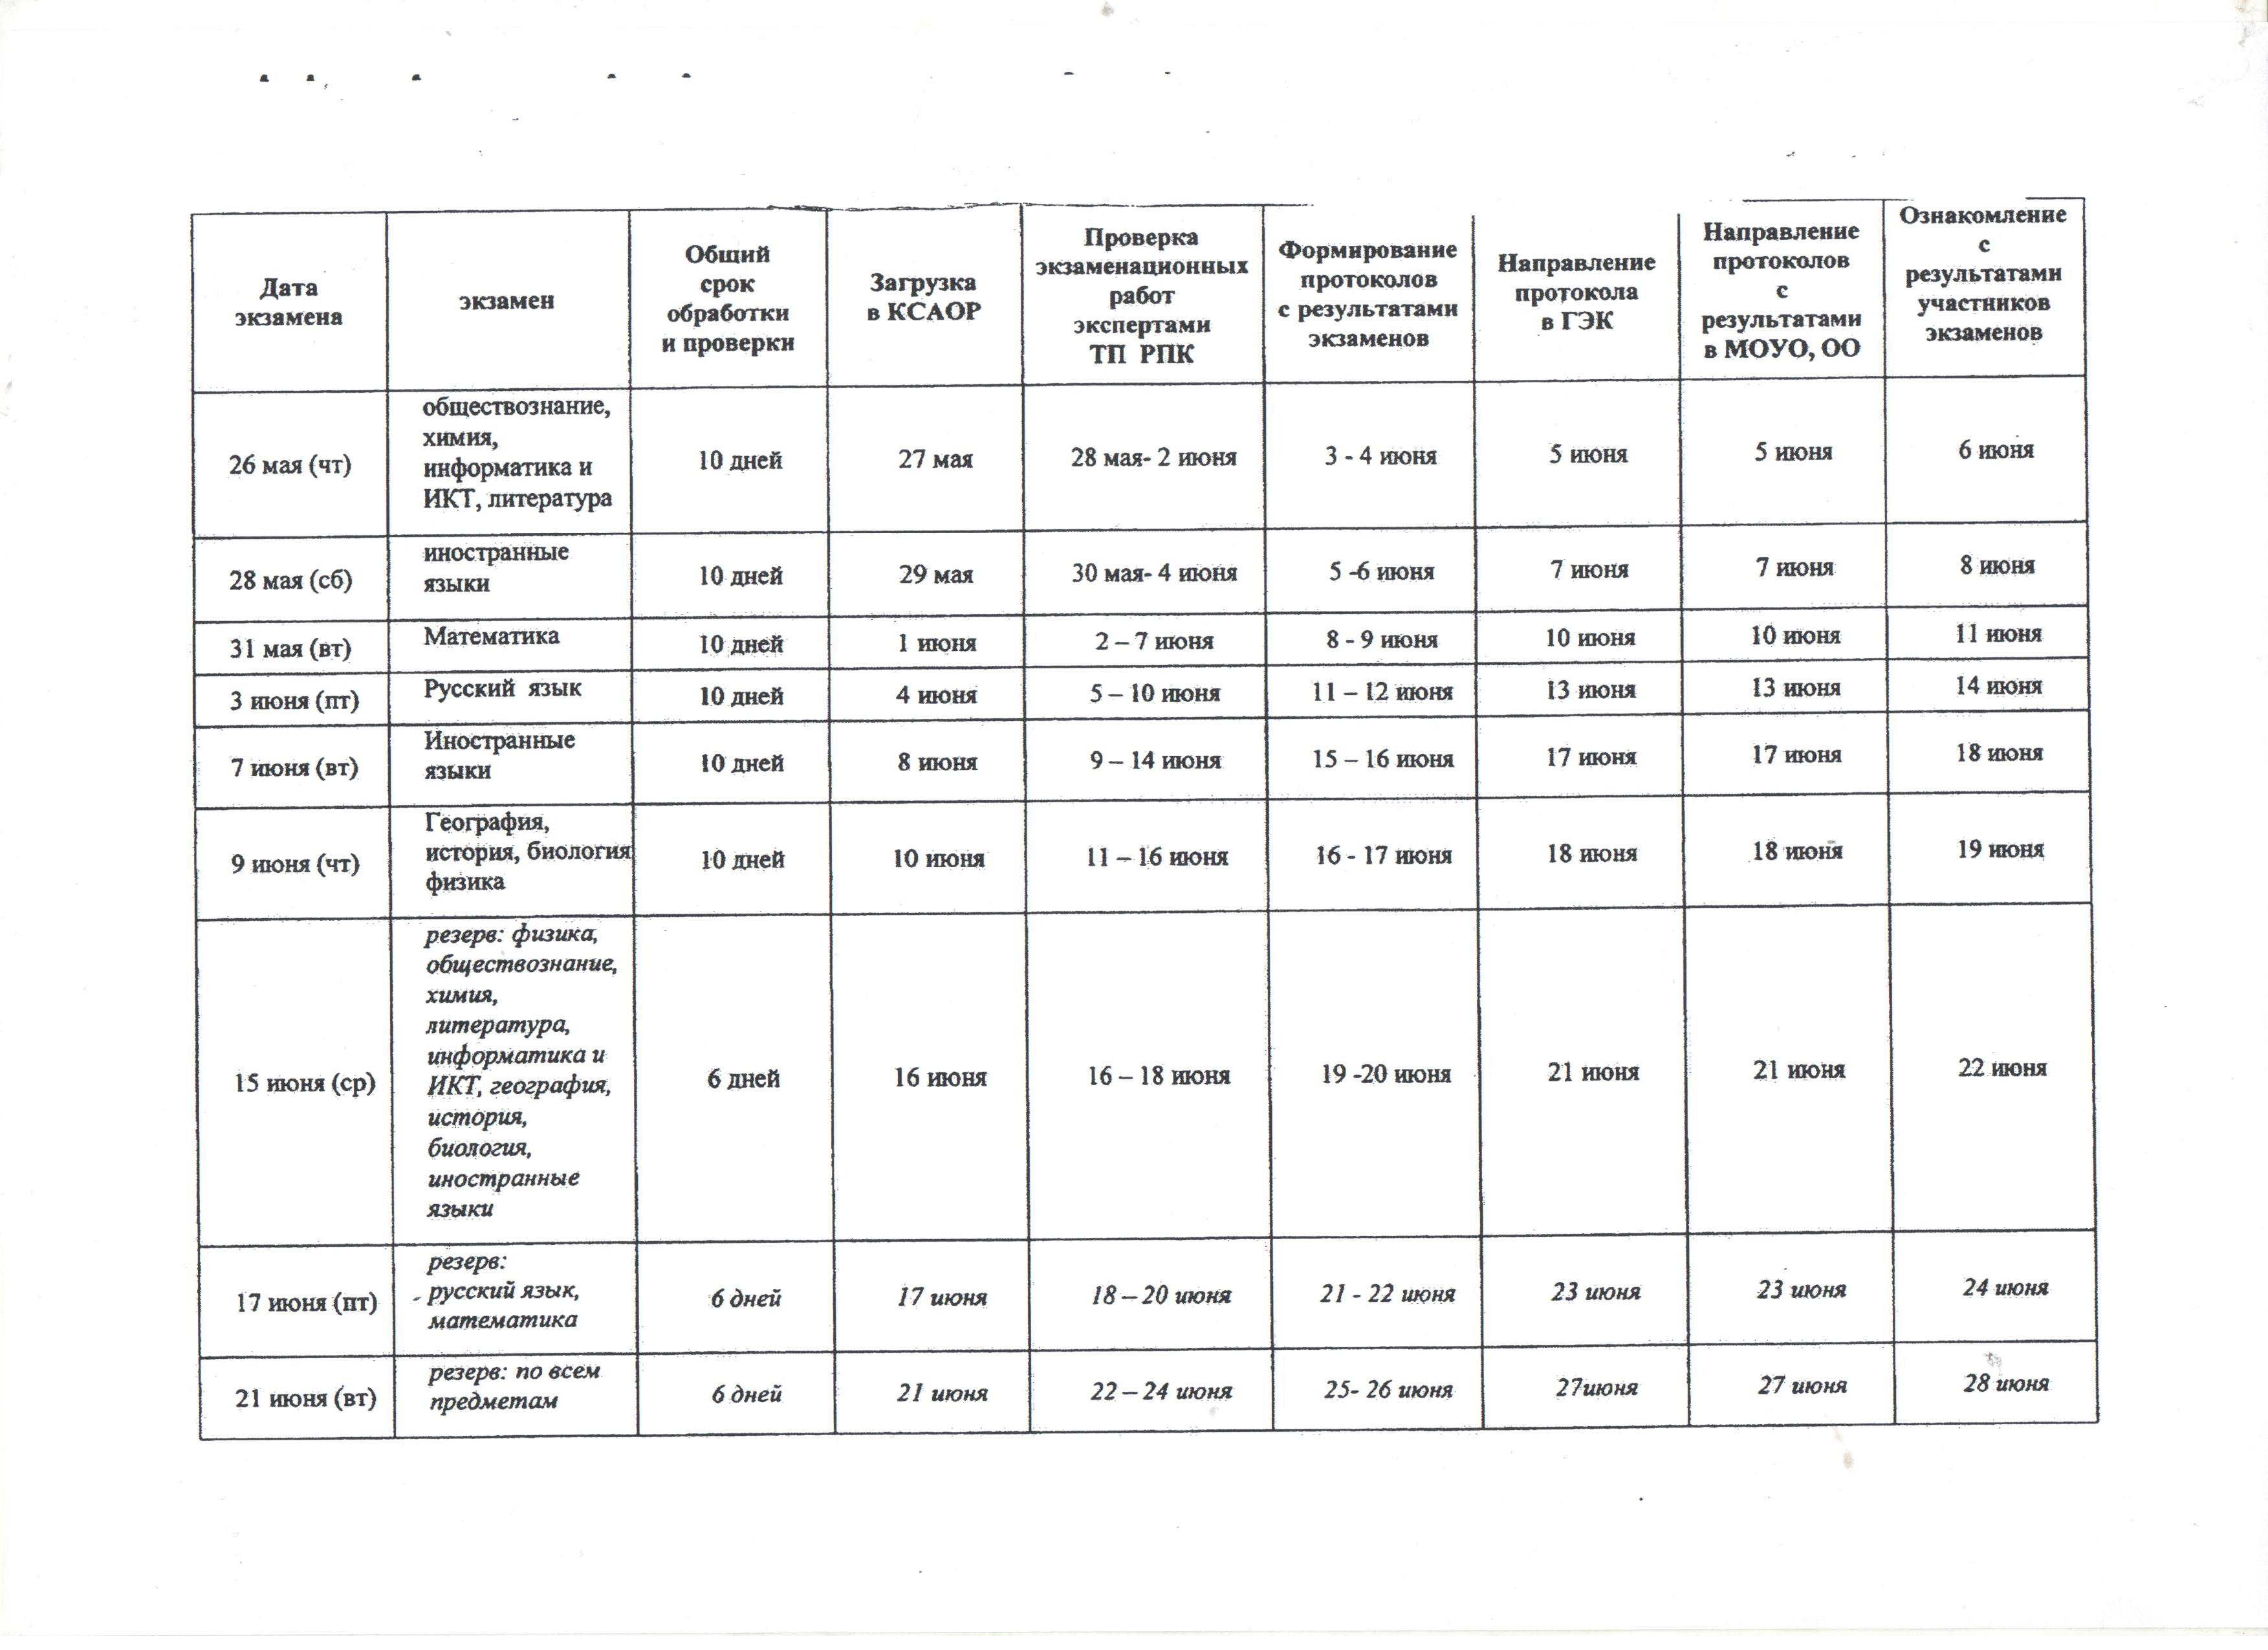 Дата
экзамена
экзамен
Общий
срок
обработки
и проверки
Загрузка
в КСАОР
Проверка
экзаменационных
работ
экспертами
ТП РПК
Формирование
протоколов
с результатами
экзаменов
Направление
протокола
в ГЭК
Направление
протоколов
с
результатами
в МОУО, ОО
Ознакомление
с
результатами
участников
экзаменов
26 мая (чт)
обществознание,
химия,
информатика и
ИКТ, литература
10 дней
27 мая
28 мая- 2 июня
3 - 4 июня
5 июня
5 июня
6 июня
28 мая (сб)
иностранные
языки
10 дней
29 мая
30 мая- 4 июня
5 -6 июня
7 июня
7 июня
8 июня
31 мая (вт)
Математика
10 дней
1 июня
2 – 7 июня
8 - 9 июня
10 июня
10 июня
11 июня
3 июня (пт)
Русский язык
10 дней
4 июня
5 – 10 июня
11 – 12 июня
13 июня
13 июня
14 июня
7 июня (вт)
Иностранные
языки
10 дней
8 июня
9 – 14 июня
15 – 16 июня
17 июня
17 июня
18 июня
9 июня (чт)
География,
история, биология
физика
10 дней
10 июня
11 – 16 июня
16 - 17 июня
18 июня
18 июня
19 июня
15 июня (ср)
резерв: физика,
обществознание,
химия,
литература,
информатика и
ИКТ, география,
история,
биология,
иностранные
языки
6 дней
16 июня
16 – 18 июня
19 -20 июня
21 июня
21 июня
22 июня
17 июня (пт)
резерв:
русский язык,
математика
6 дней
17 июня
18 – 20 июня
21 - 22 июня
23 июня
23 июня
24 июня
21 июня (вт)
резерв: по всем
предметам
6 дней
21 июня
22 – 24 июня
25- 26 июня
27июня
27 июня
28 июня